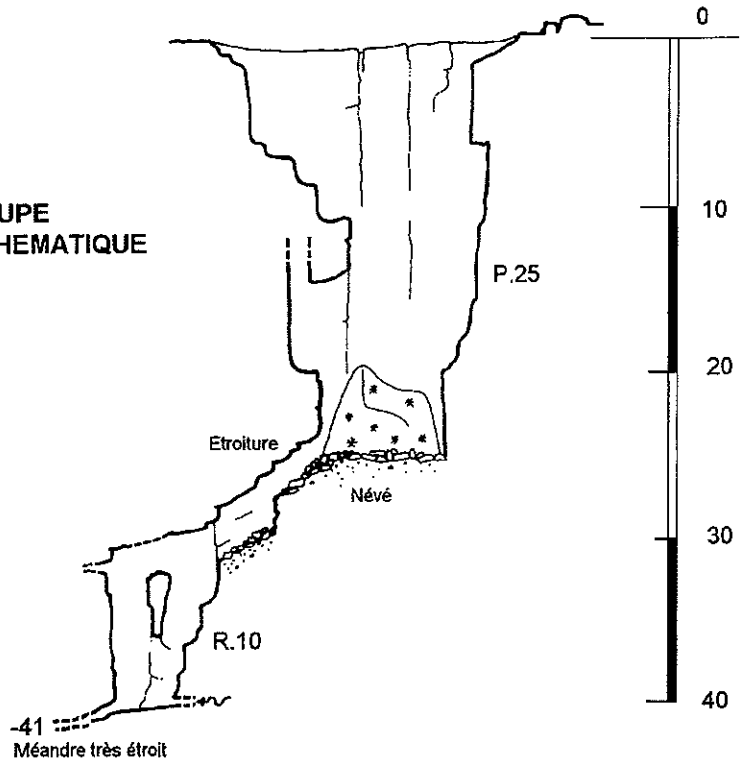 0
UPE
HEMATIQUE
10
P.25
20
Etroiture
Névé
30
R.10
40
-41
Méandre très étroit